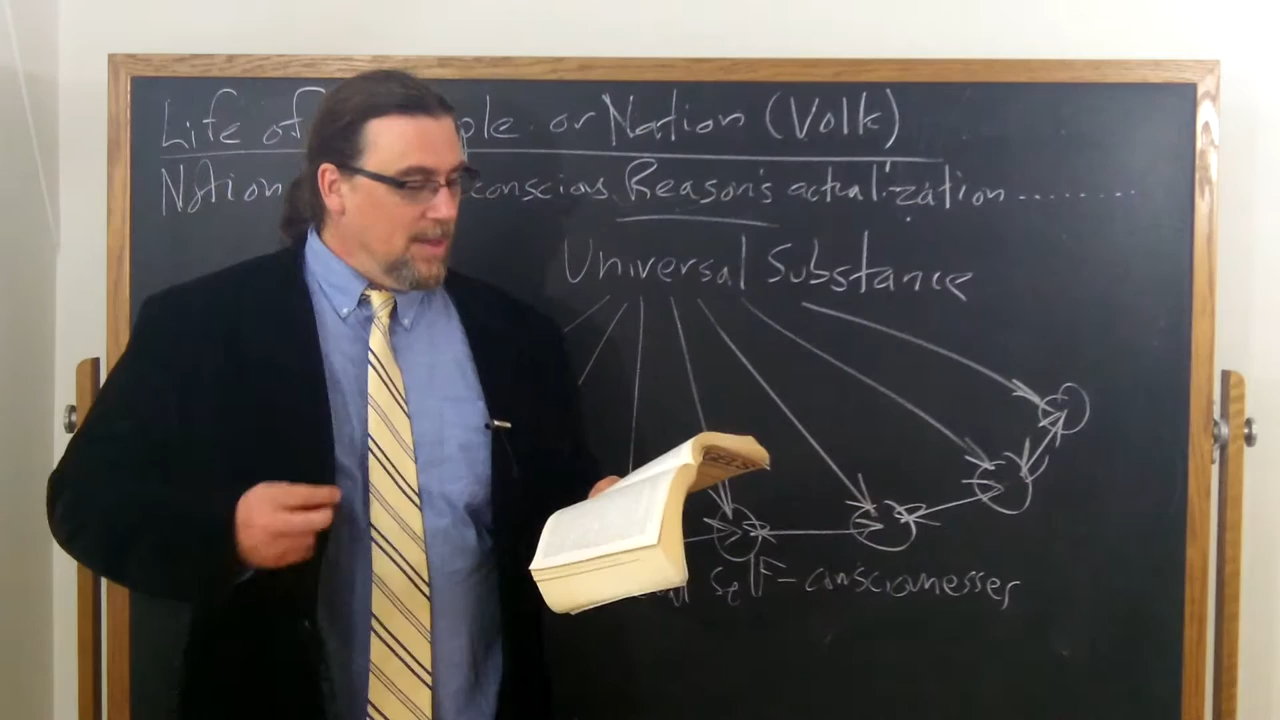 Life of ple or Nation (Volk)
Nation conscious Reason's actualization........
Universal Substance
self-consciousnesses